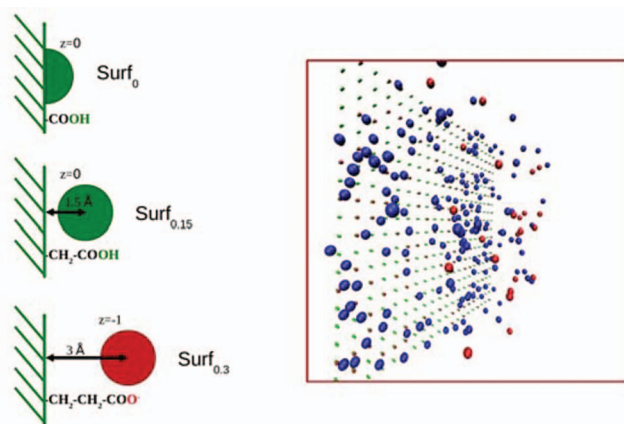 z=0
Surf0
-COOH
z=0
1.5 Å
Surf0.15
-CH2-COOH
z=-1
3 Å
Surf0.3
-CH2-CH2-COO-